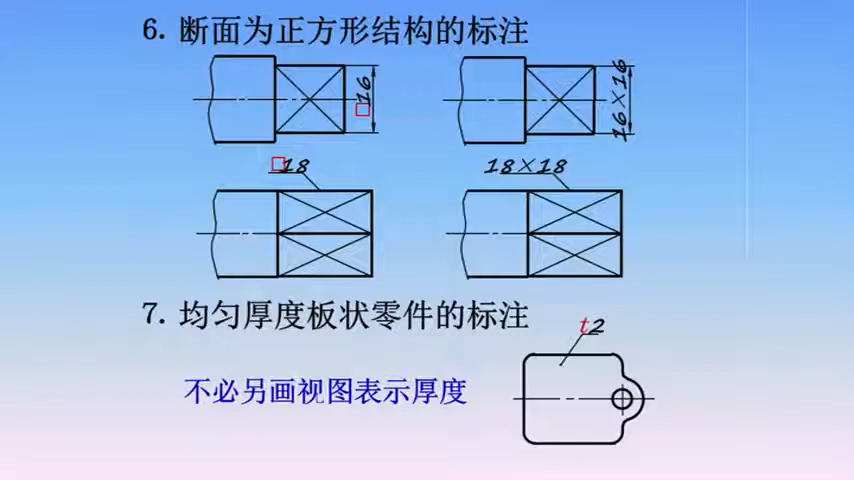 6. 断面为正方形结构的标注
□16
16×16
□18
18×18
7. 均匀厚度板状零件的标注
t2
不必另画视图表示厚度